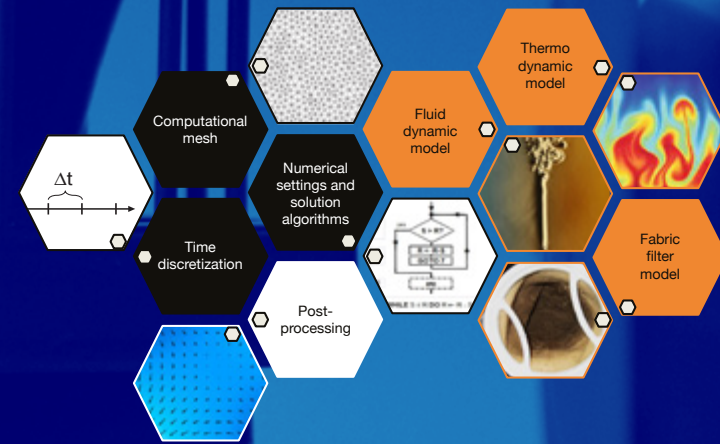 Thermo
dynamic
model
Computational
mesh
Fluid
dynamic
model
Δt
Numerical
settings and
solution
algorithms
Time
discretization
Fabric
filter
model
Post-
processing